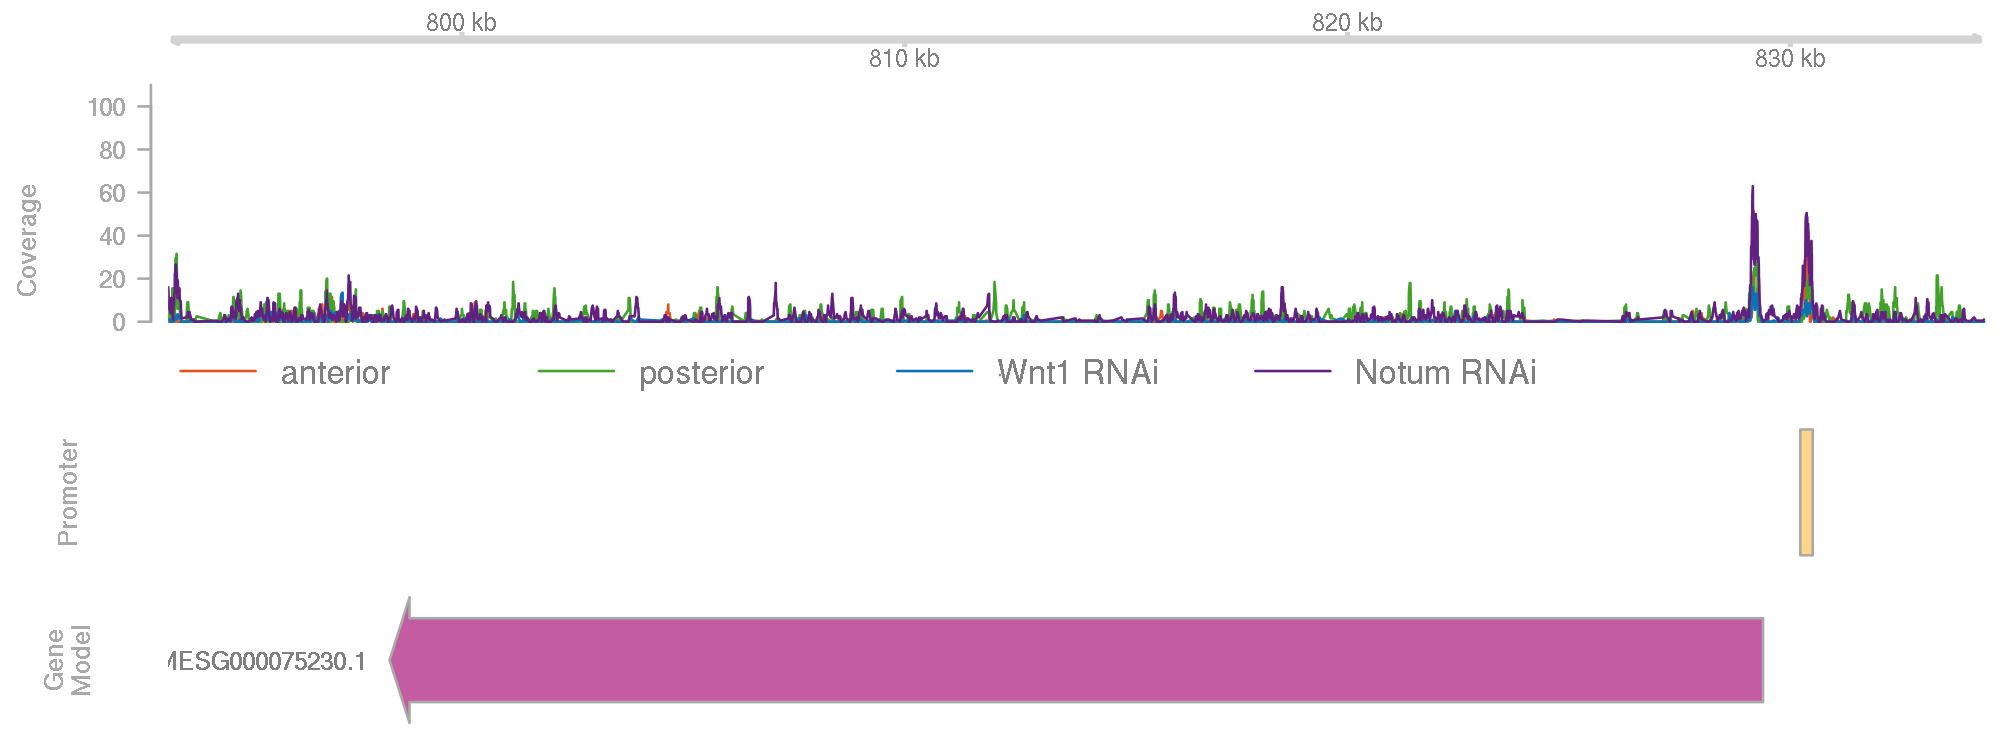 800 kb 820 kb
810 kb 830 kb
Coverage
100
80
60
40
20
0
anterior posterior Wnt1 RNAi Notum RNAi
Promoter
Gene
Model
MESG000075230.1